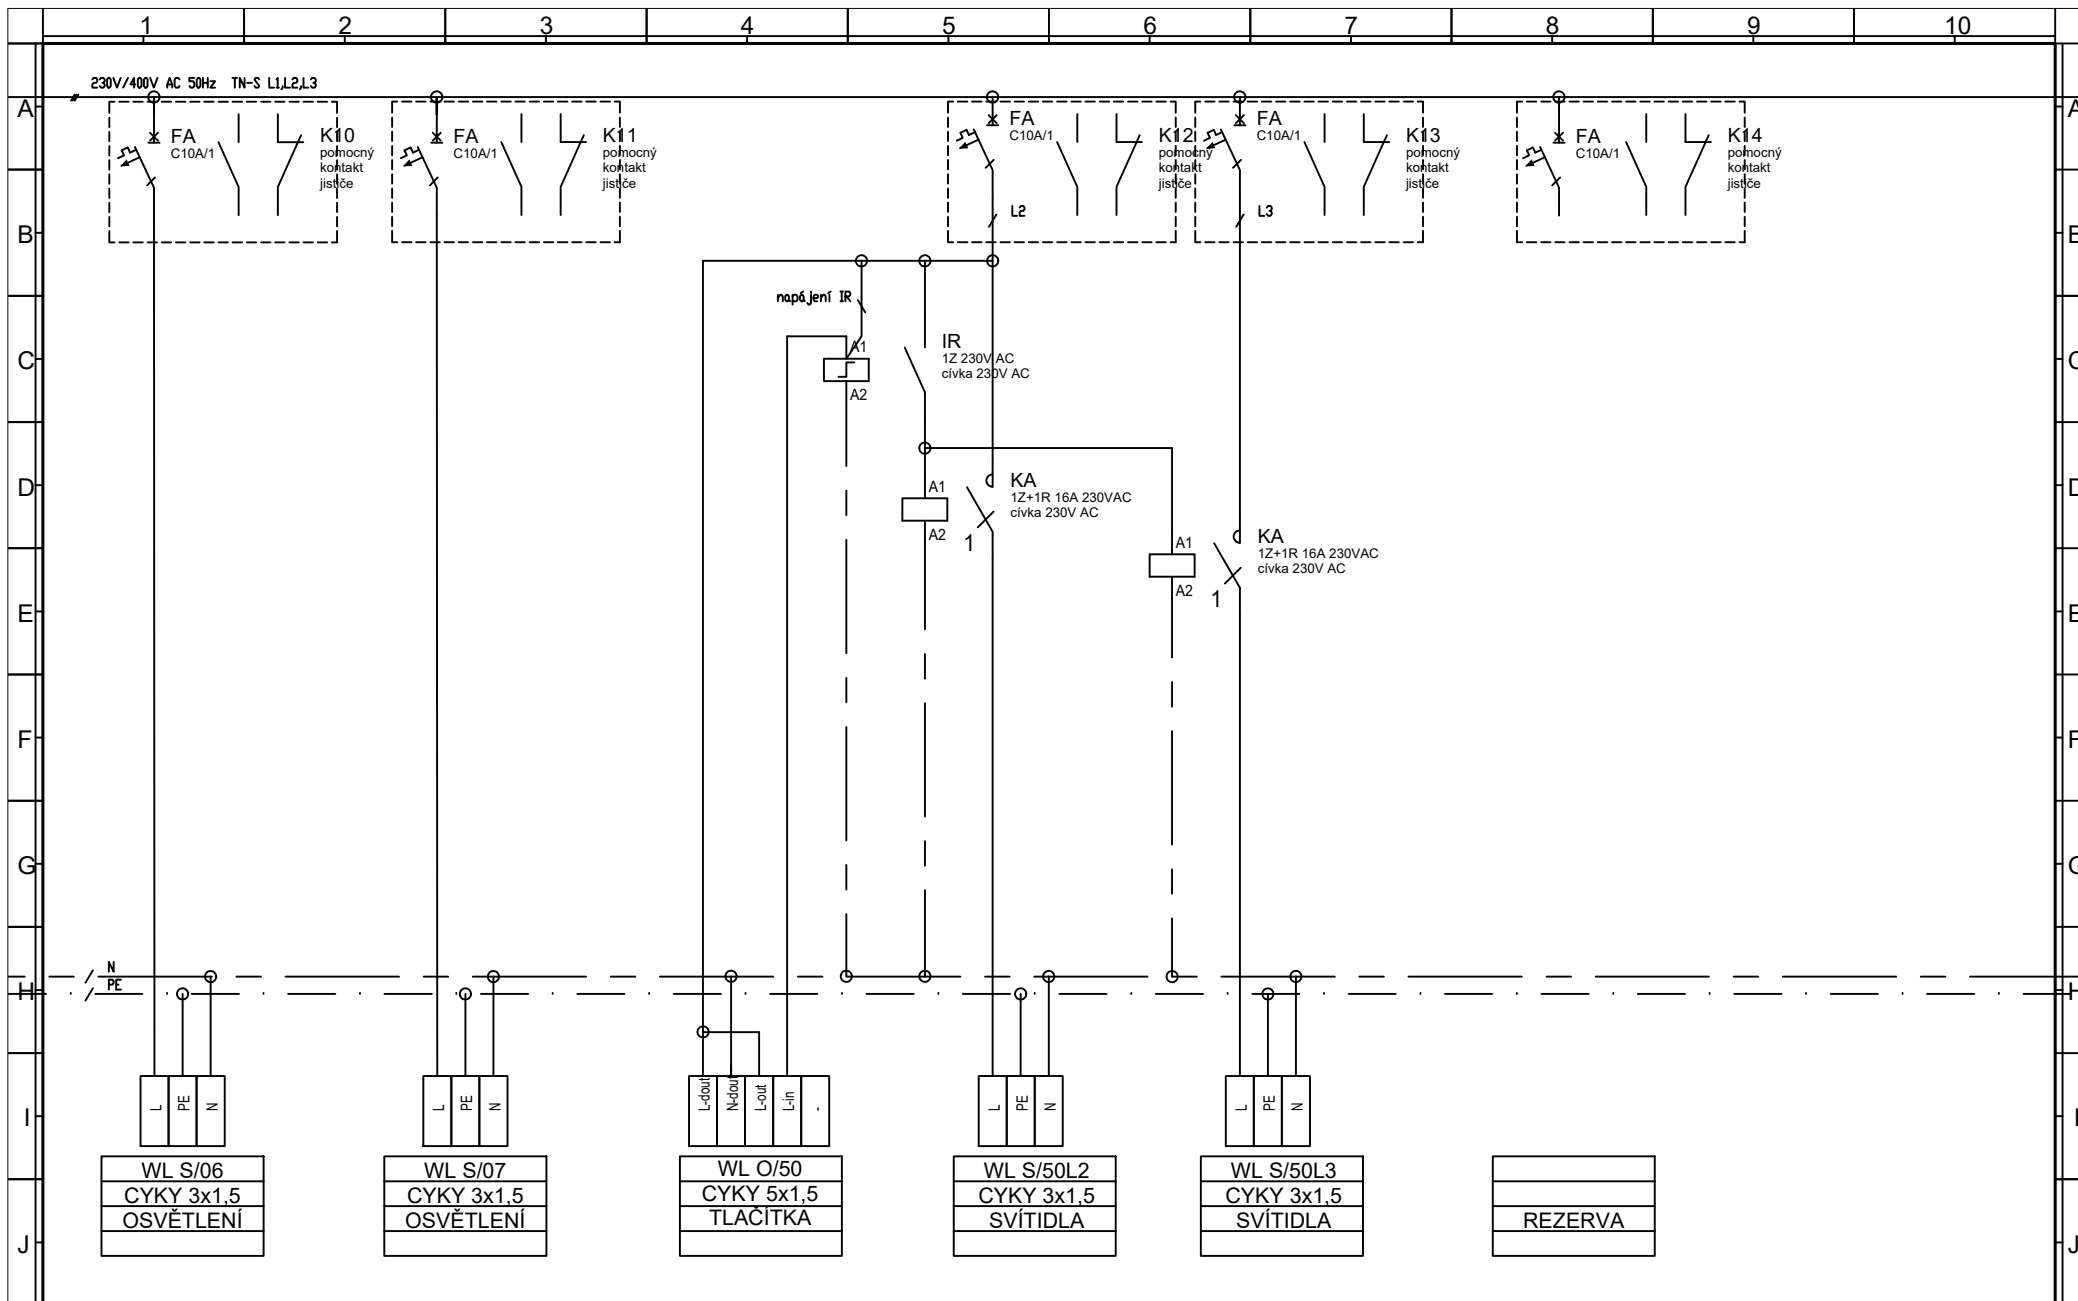 1 2 3 4 5 6 7 8 9 10
230V/400V AC 50Hz TN-S L1,L2,L3
A
A
FA
C10A/1
K10
pomocný
kontakt
jističe
FA
C10A/1
K11
pomocný
kontakt
jističe
FA
C10A/1
K12
pomocný
kontakt
jističe
FA
C10A/1
K13
pomocný
kontakt
jističe
FA
C10A/1
K14
pomocný
kontakt
jističe
L2
L3
B
B
napájení IR
A1
A2
IR
1Z 230V AC
cívka 230V AC
C
C
D
D
A1
A2
KA
1Z+1R 16A 230VAC
cívka 230V AC
1
A1
A2
KA
1Z+1R 16A 230VAC
cívka 230V AC
1
E
E
F
F
G
G
N
PE
H
H
L PE N
L PE N
L-dout N-dout L-out L-in -
L PE N
L PE N
I
I
WL S/06
CYKY 3x1,5
OSVĚTLENÍ
WL S/07
CYKY 3x1,5
OSVĚTLENÍ
WL O/50
CYKY 5x1,5
TLAČÍTKA
WL S/50L2
CYKY 3x1,5
SVÍTIDLA
WL S/50L3
CYKY 3x1,5
SVÍTIDLA
REZERVA
J
J